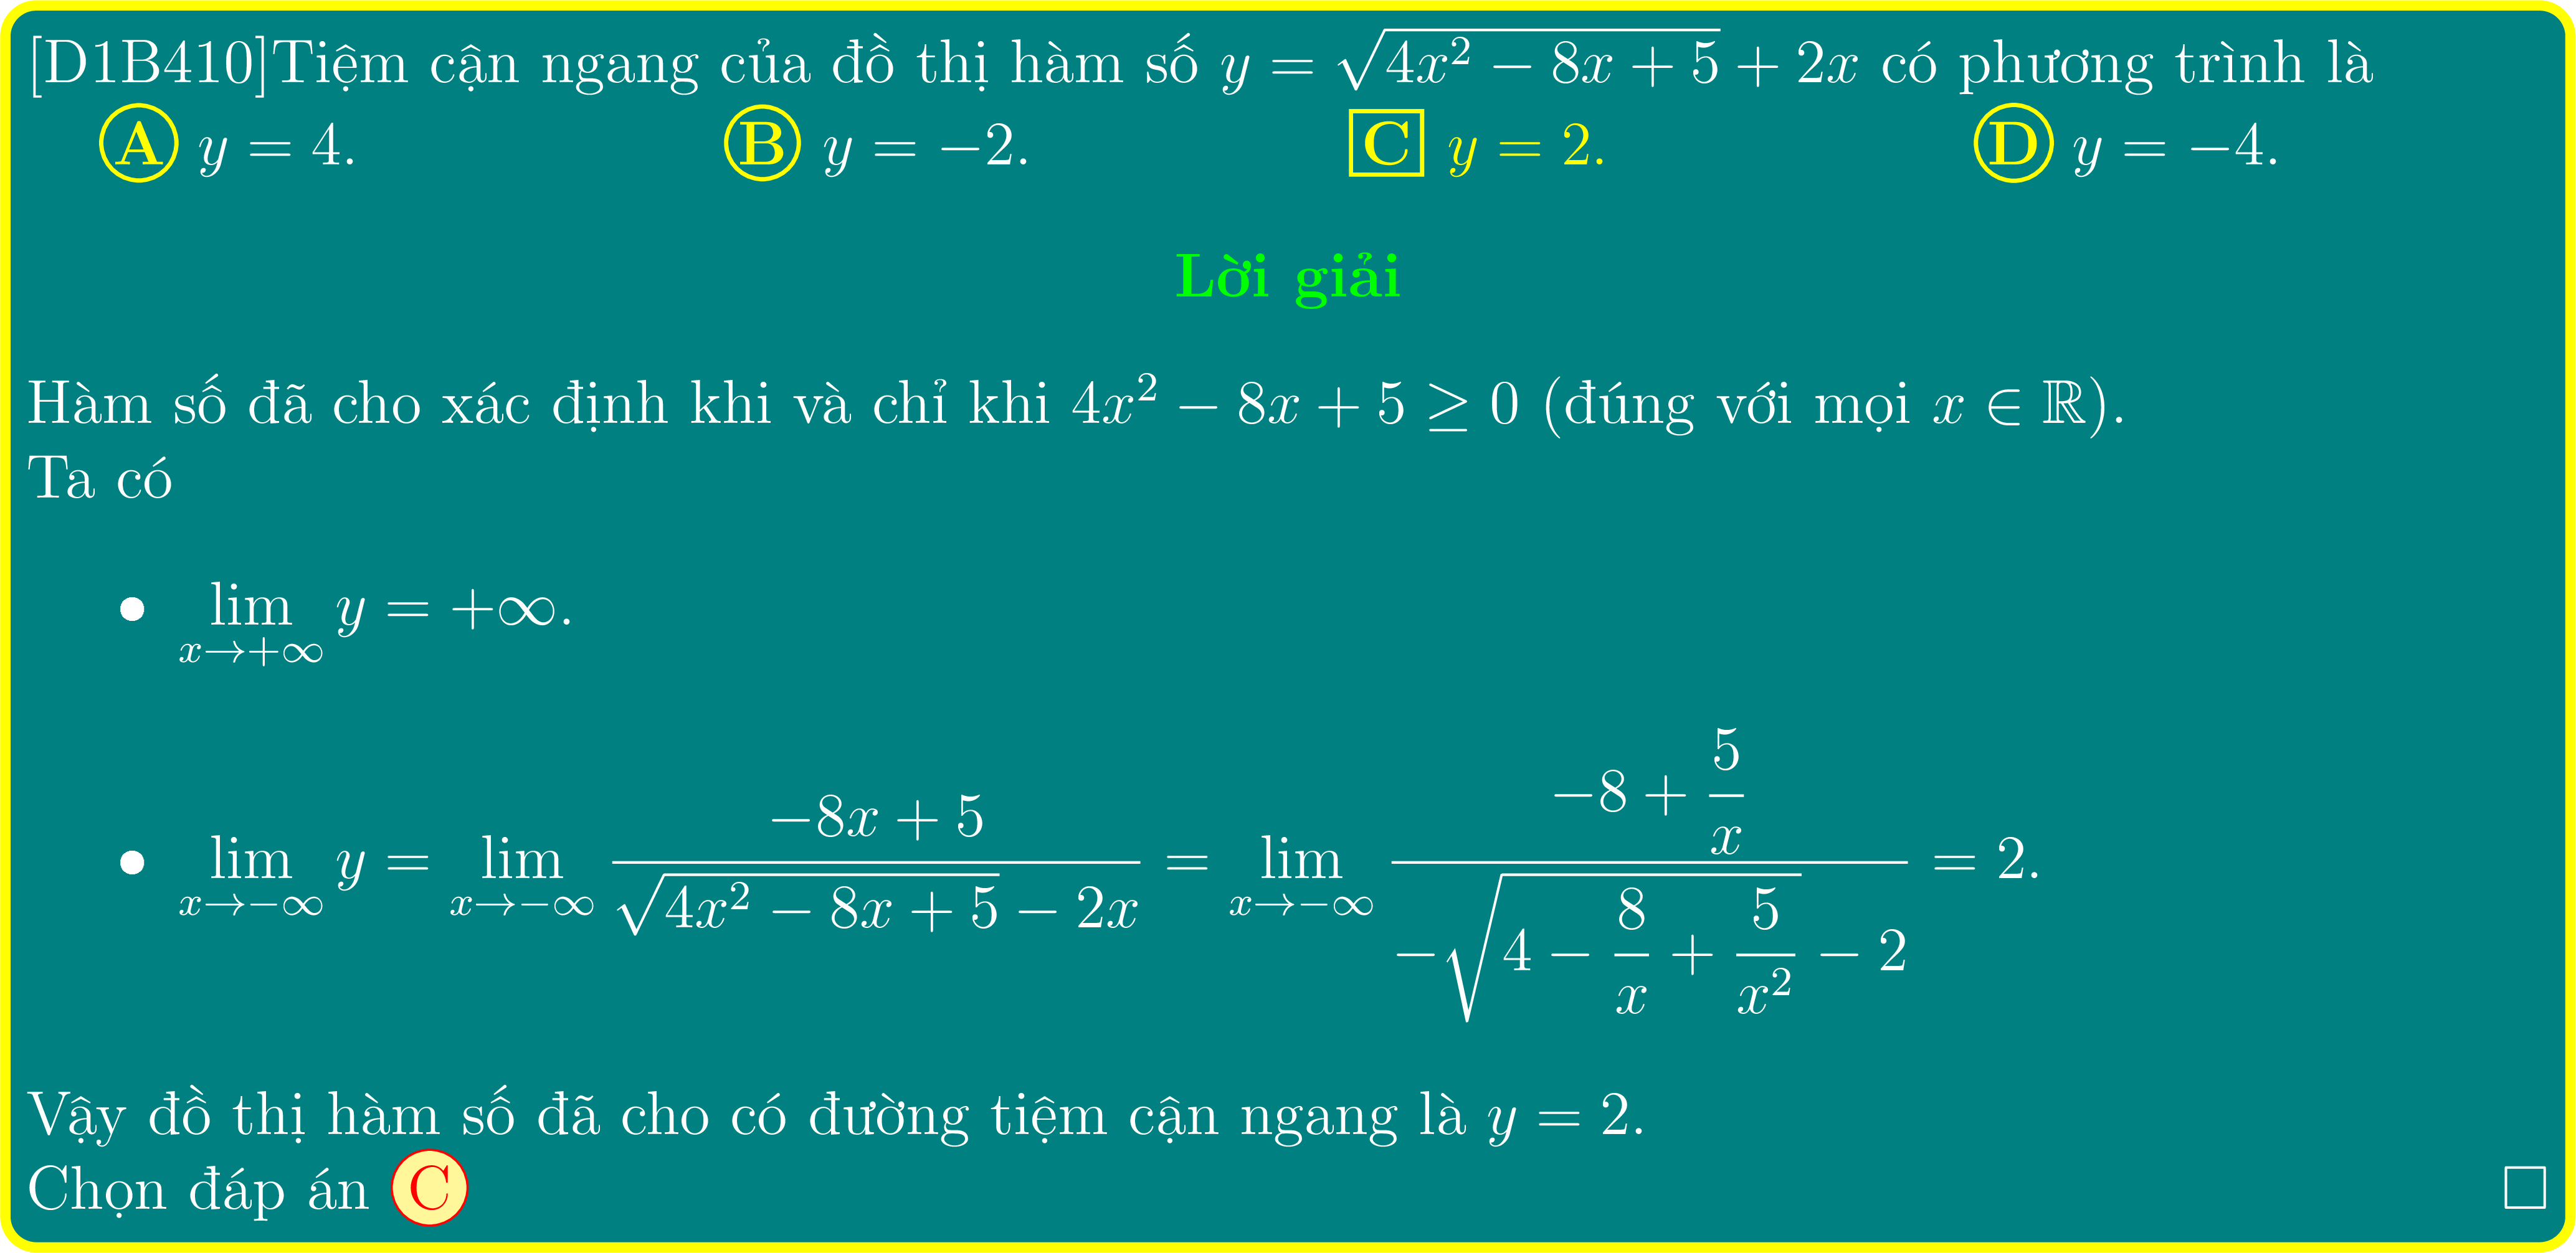 [D1B410]Tiệm cận ngang của đồ thị hàm số $y = \sqrt{4x^2 - 8x + 5} + 2x$ có phương trình là
Ⓐ $y = 4.$ Ⓑ $y = -2.$ 🄲 $y = 2.$ Ⓓ $y = -4.$
Lời giải
Hàm số đã cho xác định khi và chỉ khi $4x^2 - 8x + 5 \geq 0$ (đúng với mọi $x \in \mathbb{R}$).
Ta có
• $\lim\limits_{x \to +\infty} y = +\infty.$
• $\lim\limits_{x \to -\infty} y = \lim\limits_{x \to -\infty} \dfrac{-8x + 5}{\sqrt{4x^2 - 8x + 5} - 2x} = \lim\limits_{x \to -\infty} \dfrac{-8 + \dfrac{5}{x}}{-\sqrt{4 - \dfrac{8}{x} + \dfrac{5}{x^2}} - 2} = 2.$
Vậy đồ thị hàm số đã cho có đường tiệm cận ngang là $y = 2.$
Chọn đáp án Ⓒ □